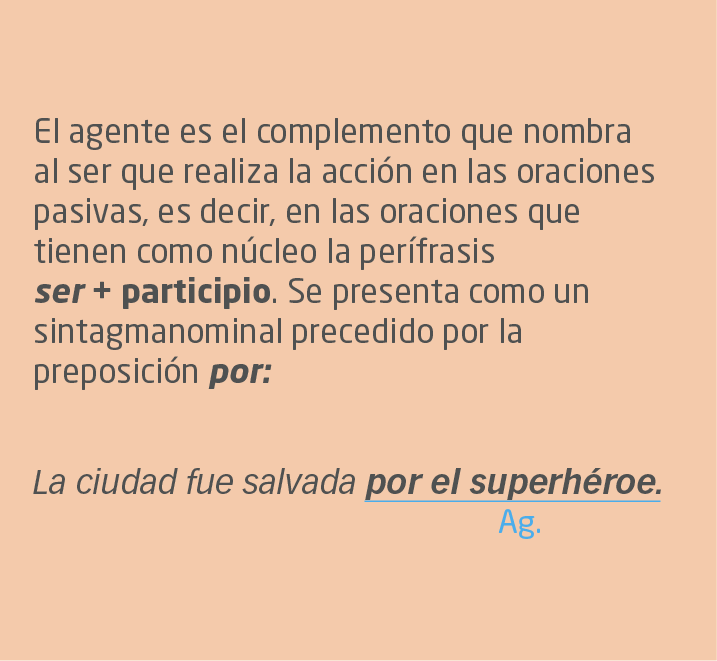 El agente es el complemento que nombra
al ser que realiza la acción en las oraciones
pasivas, es decir, en las oraciones que
tienen como núcleo la perífrasis
ser + participio. Se presenta como un
sintagmanominal precedido por la
preposición por:
La ciudad fue salvada por el superhéroe.
Ag.